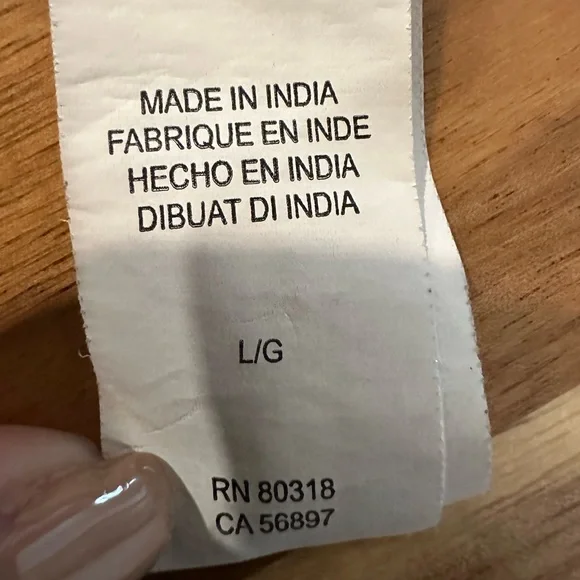 MADE IN INDIA
FABRIQUE EN INDE
HECHO EN INDIA
DIBUAT DI INDIA
L/G
RN 80318
CA 56897